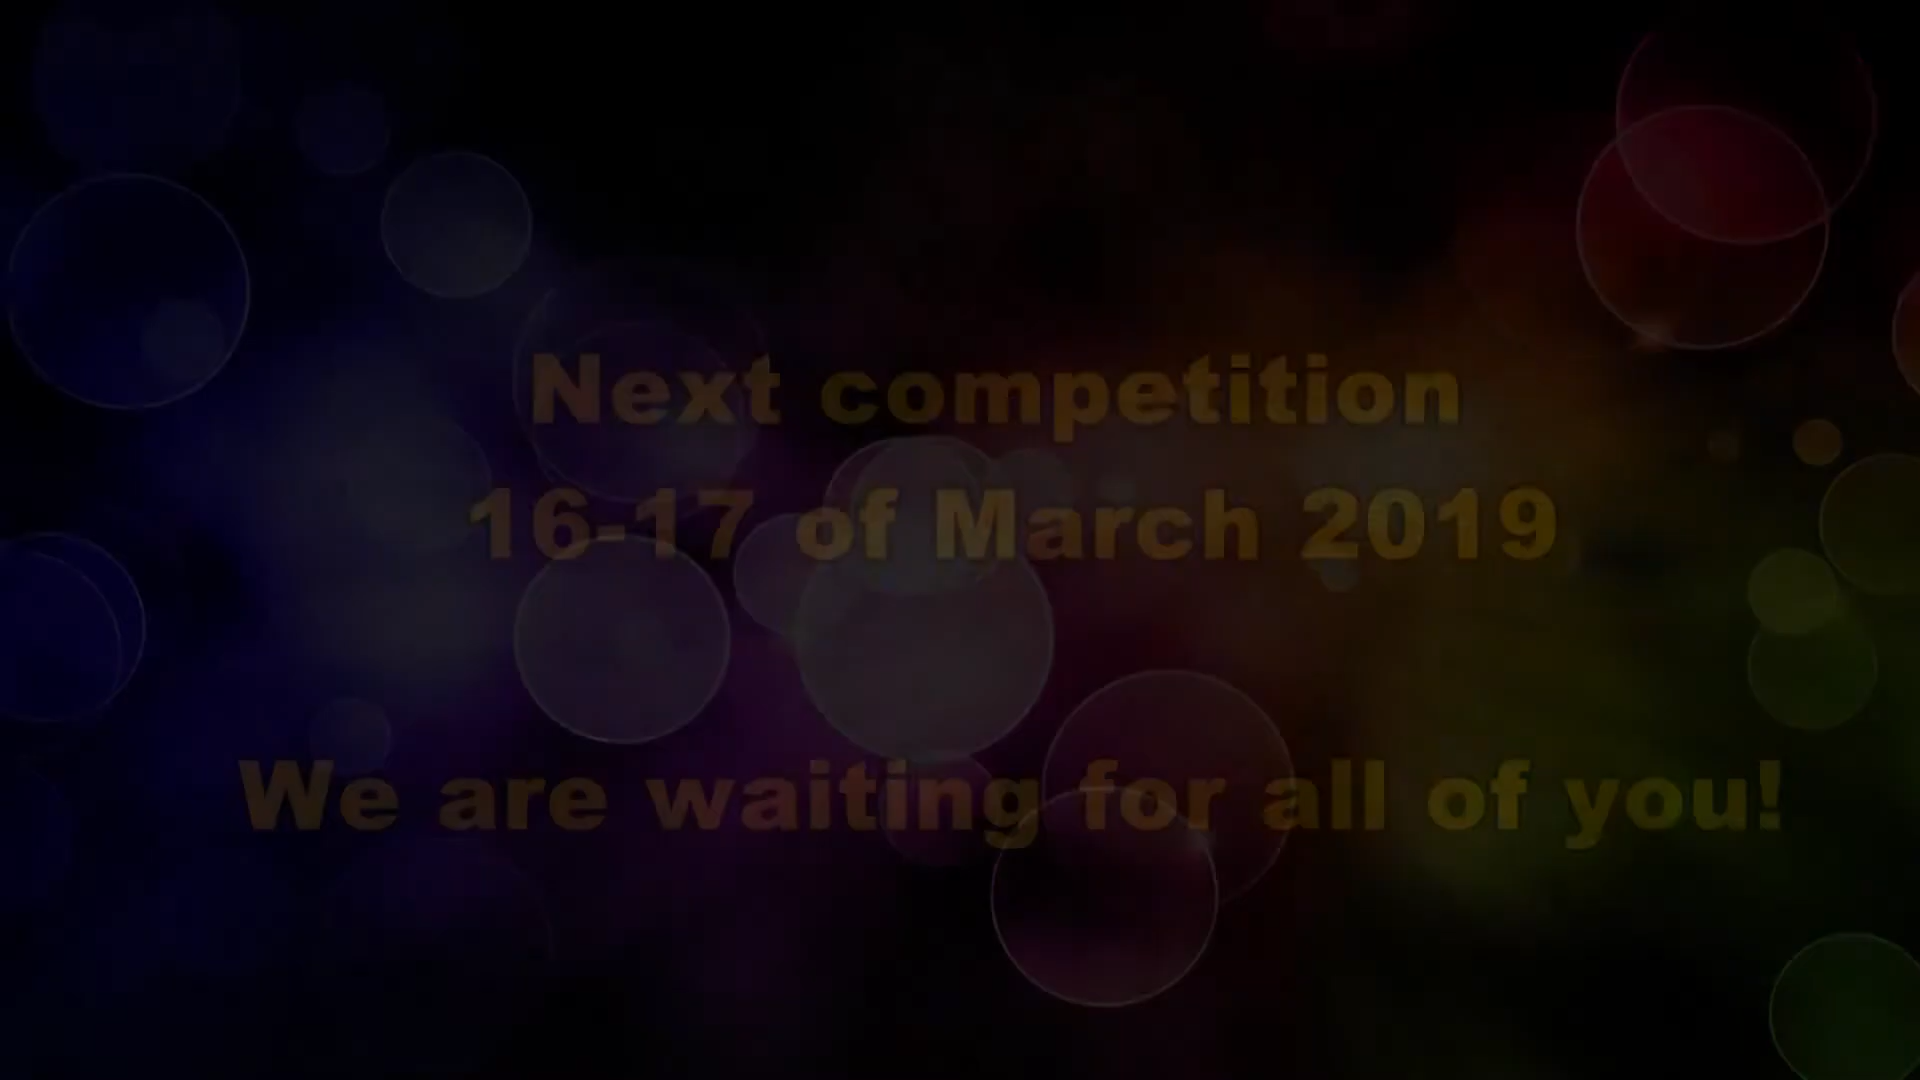 Next competition
16-17 of March 2019
We are waiting for all of you!